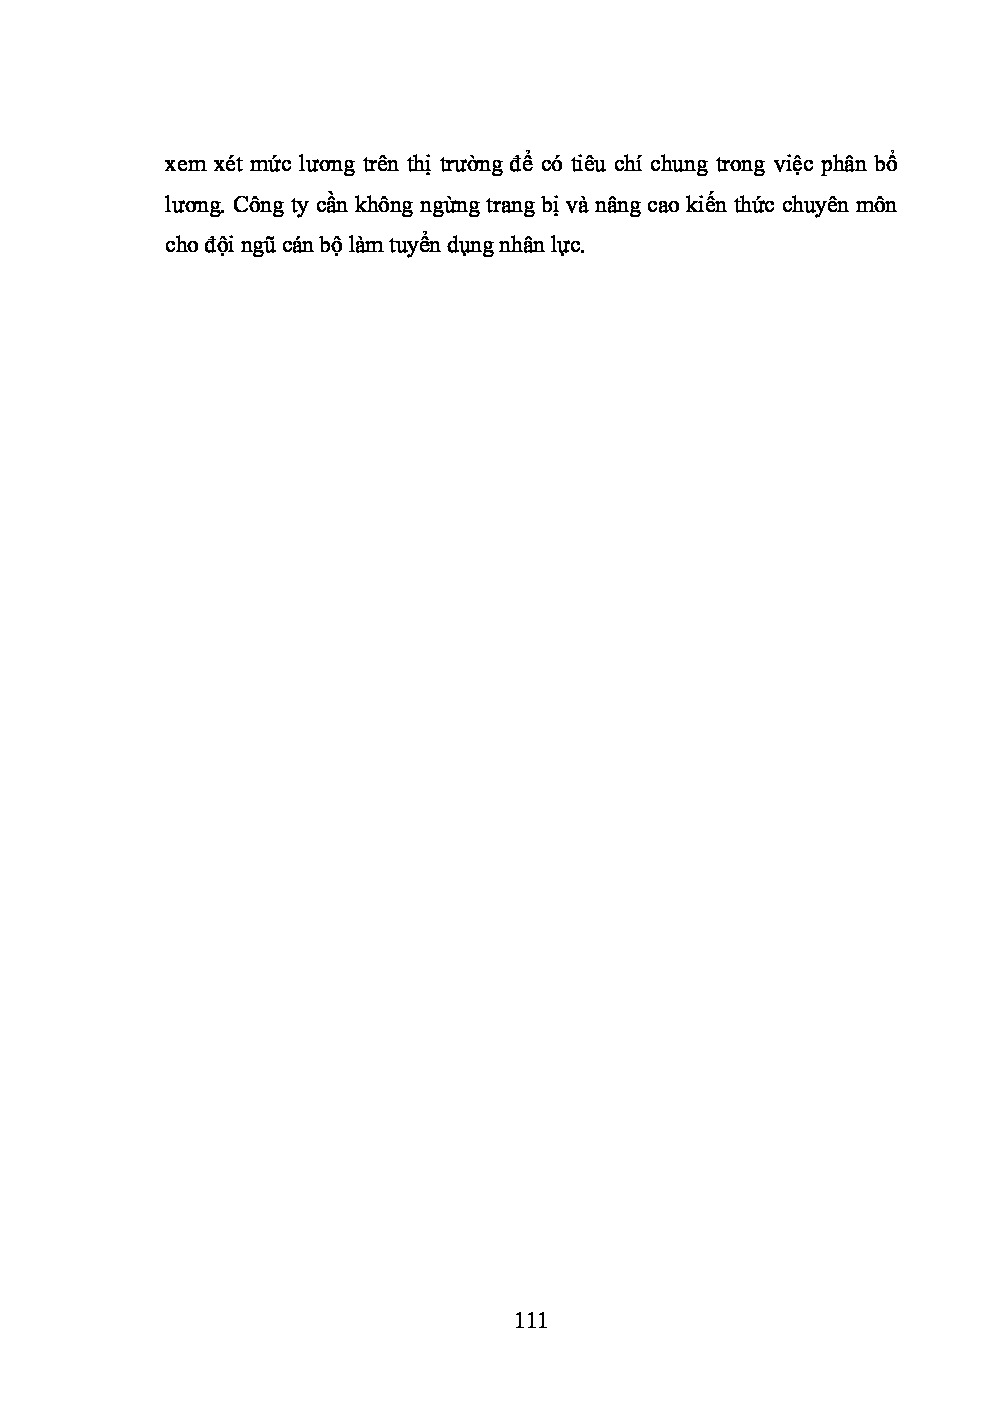 xem xét mức lương trên thị trường để có tiêu chí chung trong việc phân bổ
lương. Công ty cần không ngừng trang bị và nâng cao kiến thức chuyên môn
cho đội ngũ cán bộ làm tuyển dụng nhân lực.
111